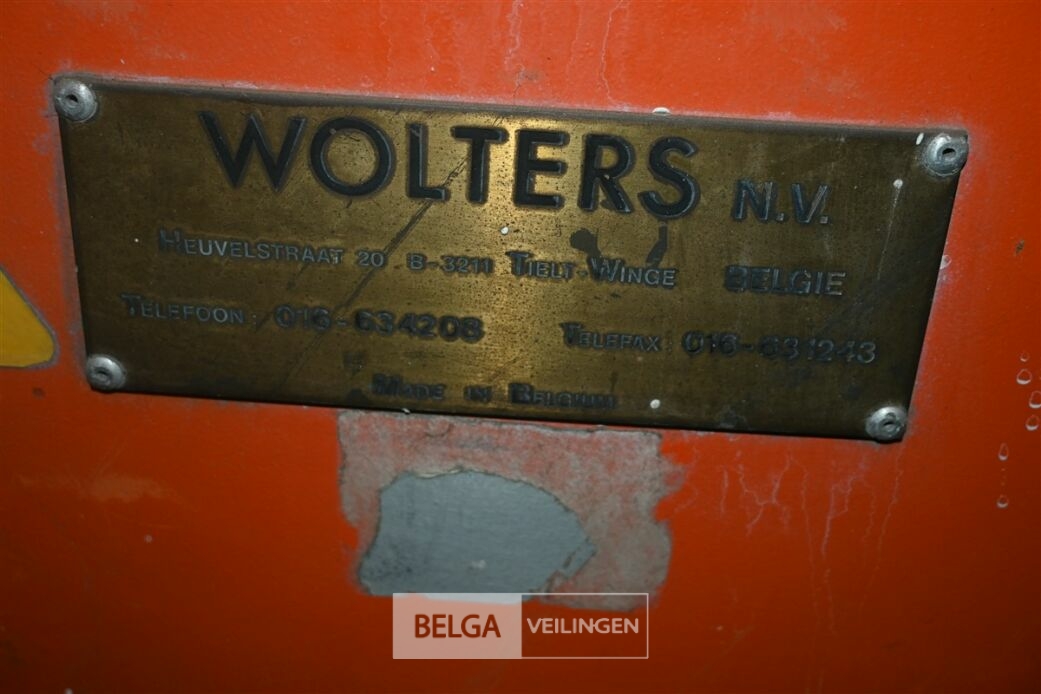 WOLTERS N.V.
HEUVELSTRAAT 20 B-3211 TIELT-WINGE BELGIE
TELEFOON: 016-634208 TELEFAX: 016-631243
MADE IN BELGIUM
BELGA VEILINGEN